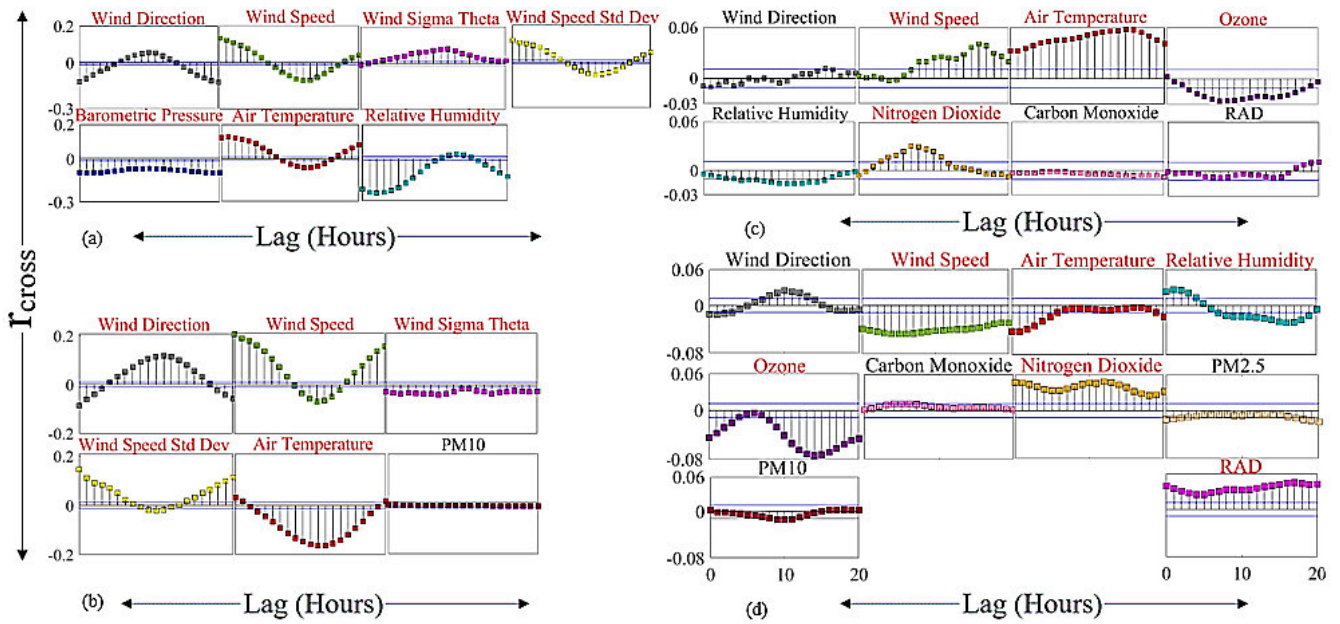 0.2
Wind Direction
Wind Speed
Wind Sigma Theta
Wind Speed Std Dev
0
-0.3
0.2
Barometric Pressure
Air Temperature
Relative Humidity
0
-0.3
(a)
Lag (Hours)
r cross
Wind Direction
Wind Speed
Wind Sigma Theta
0.2
0
-0.2
Wind Speed Std Dev
Air Temperature
PM10
0.2
0
-0.2
(b)
Lag (Hours)
Wind Direction
Wind Speed
Air Temperature
Ozone
0.06
0
-0.03
Relative Humidity
Nitrogen Dioxide
Carbon Monoxide
RAD
0.06
0
-0.03
(c)
Lag (Hours)
Wind Direction
Wind Speed
Air Temperature
Relative Humidity
0.06
0
-0.08
Ozone
Carbon Monoxide
Nitrogen Dioxide
PM2.5
0.06
0
-0.08
PM10
RAD
0.06
0
-0.08
0 10 20
0 10 20
(d)
Lag (Hours)